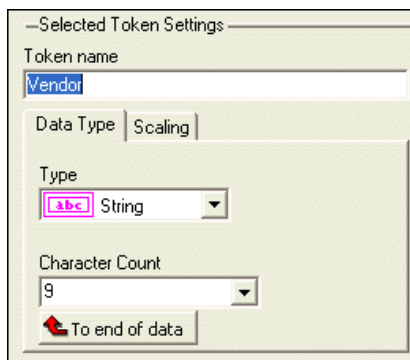 Selected Token Settings
Token name
Vendor
Data Type Scaling
Type
abc String
Character Count
9
To end of data